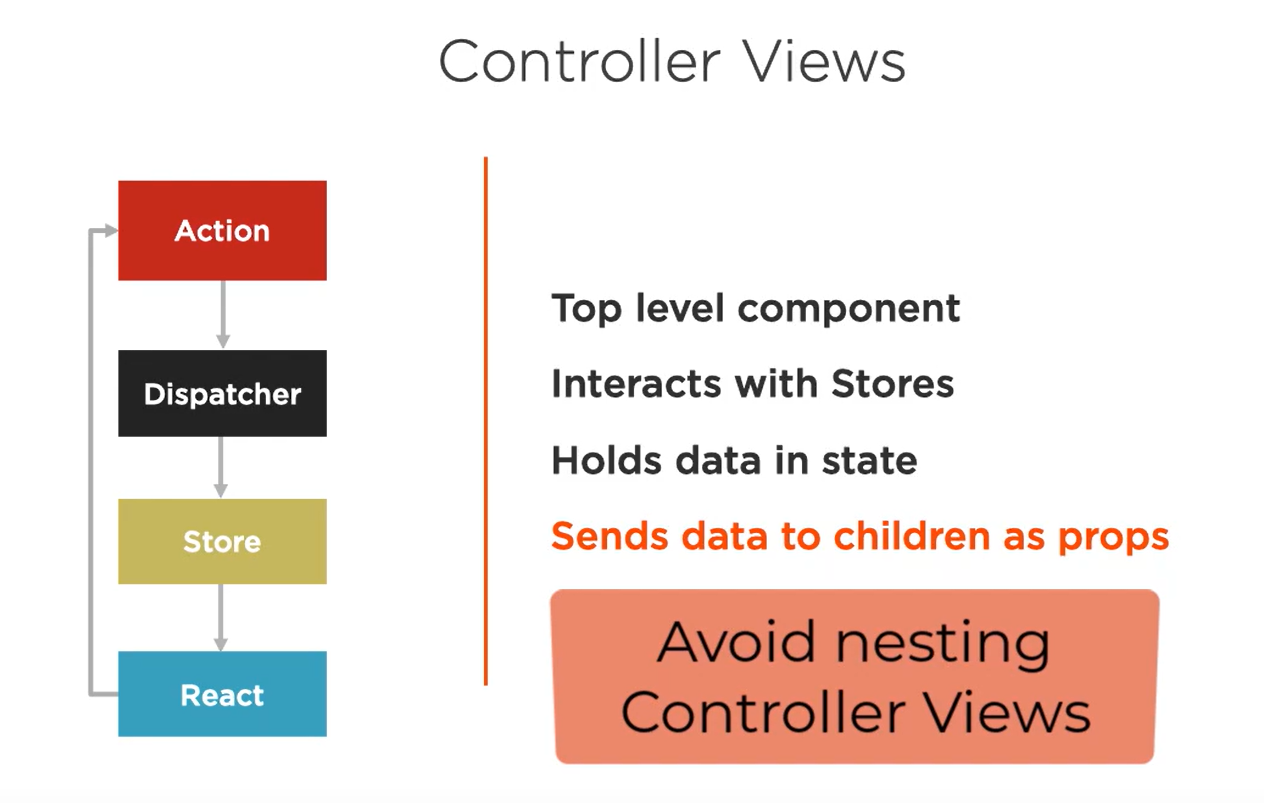 Controller Views
Action
Dispatcher
Store
React
Top level component
Interacts with Stores
Holds data in state
Sends data to children as props
Avoid nesting
Controller Views